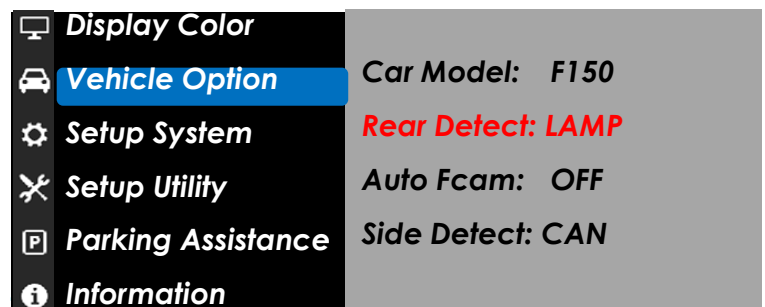 Display Color
Vehicle Option
Setup System
Setup Utility
P Parking Assistance
i Information
Car Model: F150
Rear Detect: LAMP
Auto Fcam: OFF
Side Detect: CAN